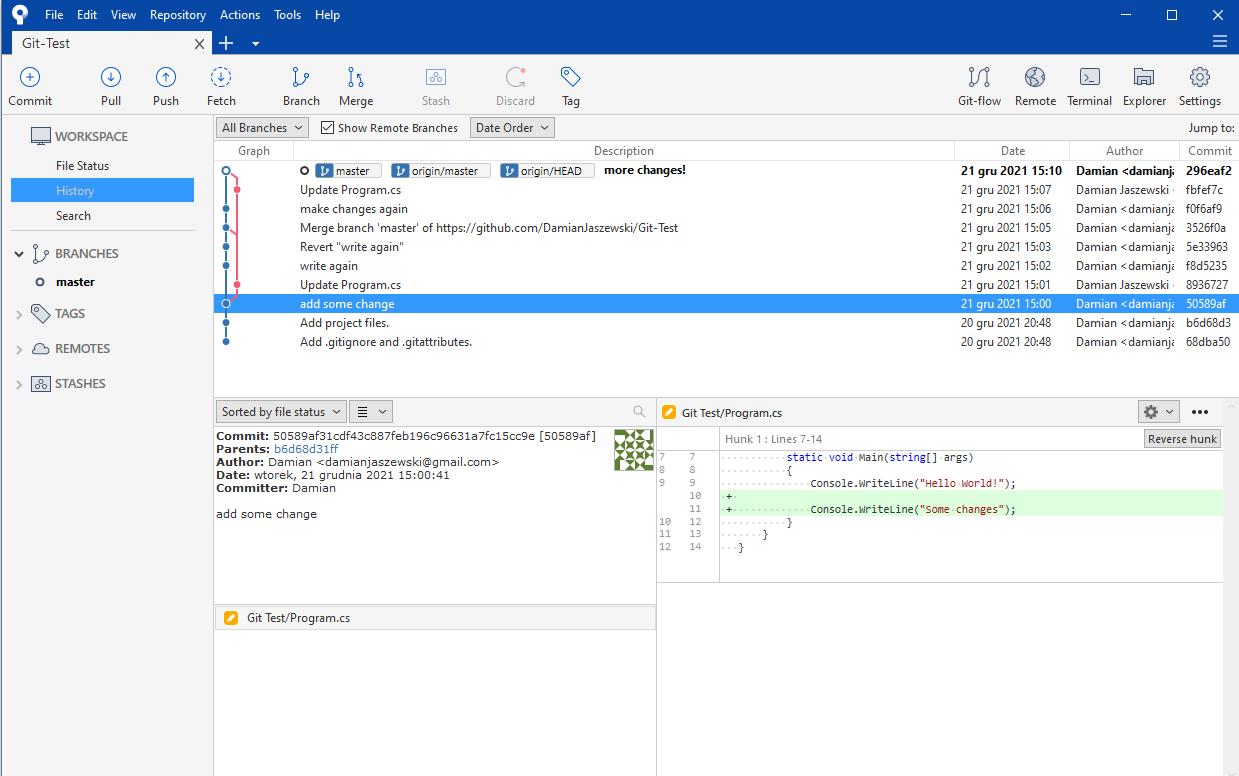 File Edit View Repository Actions Tools Help
Git-Test
Commit Pull Push Fetch Branch Merge Stash Discard Tag Git-flow Remote Terminal Explorer Settings
WORKSPACE
File Status
History
Search
BRANCHES
master
TAGS
REMOTES
STASHES
All Branches Show Remote Branches Date Order Jump to:
Graph Description Date Author Commit
master origin/master origin/HEAD more changes! 21 gru 2021 15:10 Damian <damianja 296eaf2
Update Program.cs 21 gru 2021 15:07 Damian Jaszewski fbfef7c
make changes again 21 gru 2021 15:06 Damian <damianja f0f6af9
Merge branch 'master' of https://github.com/DamianJaszewski/Git-Test 21 gru 2021 15:05 Damian <damianja 3526f0a
Revert "write again" 21 gru 2021 15:03 Damian <damianja 5e33963
write again 21 gru 2021 15:02 Damian <damianja f8d5235
Update Program.cs 21 gru 2021 15:01 Damian Jaszewski 8936727
add some change 21 gru 2021 15:00 Damian <damianja 50589af
Add project files. 20 gru 2021 20:48 Damian <damianja b6d68d3
Add .gitignore and .gitattributes. 20 gru 2021 20:48 Damian <damianja 68dba50
Sorted by file status
Commit: 50589af31cdf43c887feb196c96631a7fc15cc9e [50589af]
Parents: b6d68d31ff
Author: Damian <damianjaszewski@gmail.com>
Date: wtorek, 21 grudnia 2021 15:00:41
Committer: Damian
add some change
Git Test/Program.cs
Git Test/Program.cs
Hunk 1 : Lines 7-14 Reverse hunk
7 7 static void Main(string[] args)
8 8 {
9 9 Console.WriteLine("Hello World!");
10 +
11 + Console.WriteLine("Some changes");
10 12 }
11 13 }
12 14 }